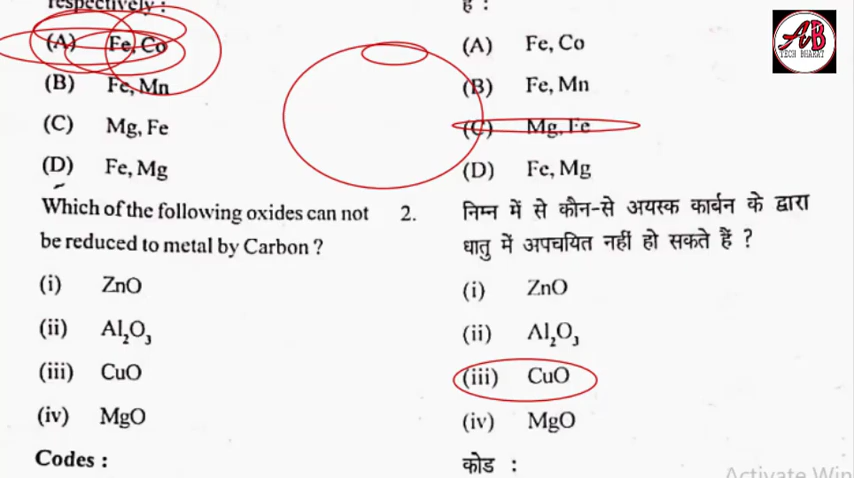 respectively :
(A) Fe, Co
(B) Fe, Mn
(C) Mg, Fe
(D) Fe, Mg
Which of the following oxides can not
be reduced to metal by Carbon ?
(i) ZnO
(ii) Al₂O₃
(iii) CuO
(iv) MgO
Codes :
है :
(A) Fe, Co
(B) Fe, Mn
(C) Mg, Fe
(D) Fe, Mg
2. निम्न में से कौन-से अयस्क कार्बन के द्वारा
धातु में अपचयित नहीं हो सकते हैं ?
(i) ZnO
(ii) Al₂O₃
(iii) CuO
(iv) MgO
कोड :
AB
TECH BHARAT
Activate Win